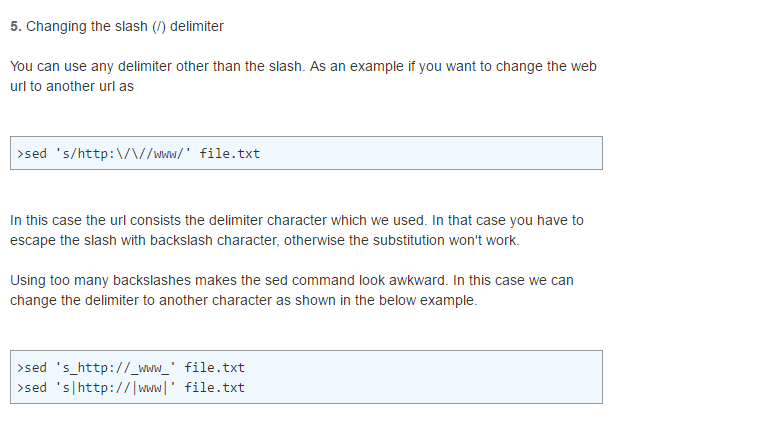 5. Changing the slash (/) delimiter
You can use any delimiter other than the slash. As an example if you want to change the web
url to another url as
>sed 's/http:\/\//www/' file.txt
In this case the url consists the delimiter character which we used. In that case you have to
escape the slash with backslash character, otherwise the substitution won't work.
Using too many backslashes makes the sed command look awkward. In this case we can
change the delimiter to another character as shown in the below example.
>sed 's_http://_www_' file.txt
>sed 's|http://|www|' file.txt